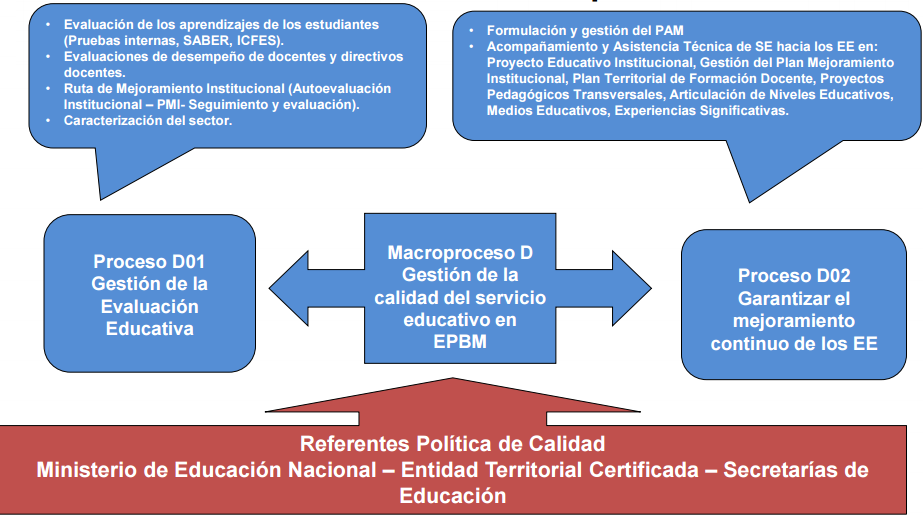 • Evaluación de los aprendizajes de los estudiantes
(Pruebas internas, SABER, ICFES).
• Evaluaciones de desempeño de docentes y directivos
docentes.
• Ruta de Mejoramiento Institucional (Autoevaluación
Institucional – PMI- Seguimiento y evaluación).
• Caracterización del sector.
• Formulación y gestión del PAM
• Acompañamiento y Asistencia Técnica de SE hacia los EE en:
Proyecto Educativo Institucional, Gestión del Plan Mejoramiento
Institucional, Plan Territorial de Formación Docente, Proyectos
Pedagógicos Transversales, Articulación de Niveles Educativos,
Medios Educativos, Experiencias Significativas.
Proceso D01
Gestión de la
Evaluación
Educativa
Macroproceso D
Gestión de la
calidad del servicio
educativo en
EPBM
Proceso D02
Garantizar el
mejoramiento
continuo de los EE
Referentes Política de Calidad
Ministerio de Educación Nacional – Entidad Territorial Certificada – Secretarías de
Educación